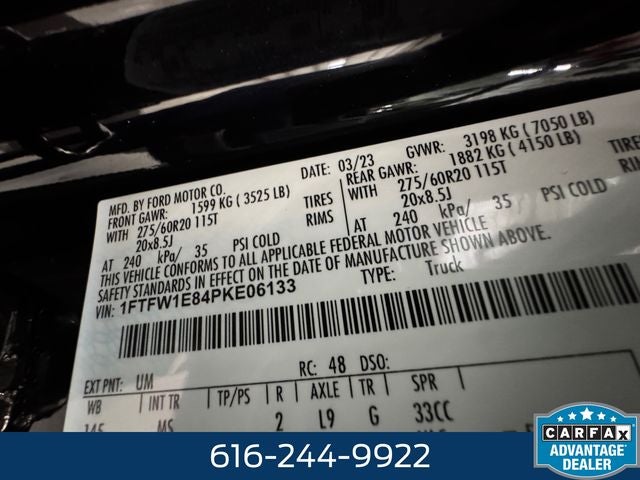 MFD. BY FORD MOTOR CO.
DATE: 03/23
GVWR: 3198 KG (7050 LB)
FRONT GAWR: 1599 KG (3525 LB)
REAR GAWR: 1882 KG (4150 LB)
WITH 275/60R20 115T TIRES
WITH 275/60R20 115T TIRES
20x8.5J RIMS
20x8.5J
AT 240 kPa/ 35 PSI COLD
AT 240 kPa/ 35 PSI COLD
THIS VEHICLE CONFORMS TO ALL APPLICABLE FEDERAL MOTOR VEHICLE
SAFETY STANDARDS IN EFFECT ON THE DATE OF MANUFACTURE SHOWN ABOVE.
VIN: 1FTFW1E84PKE06133
TYPE: Truck
EXT PNT: UM RC: 48 DSO:
WB INT TR TP/PS R AXLE TR SPR
145 MS 2 L9 G 33CC
616-244-9922
CARFAX
ADVANTAGE
DEALER